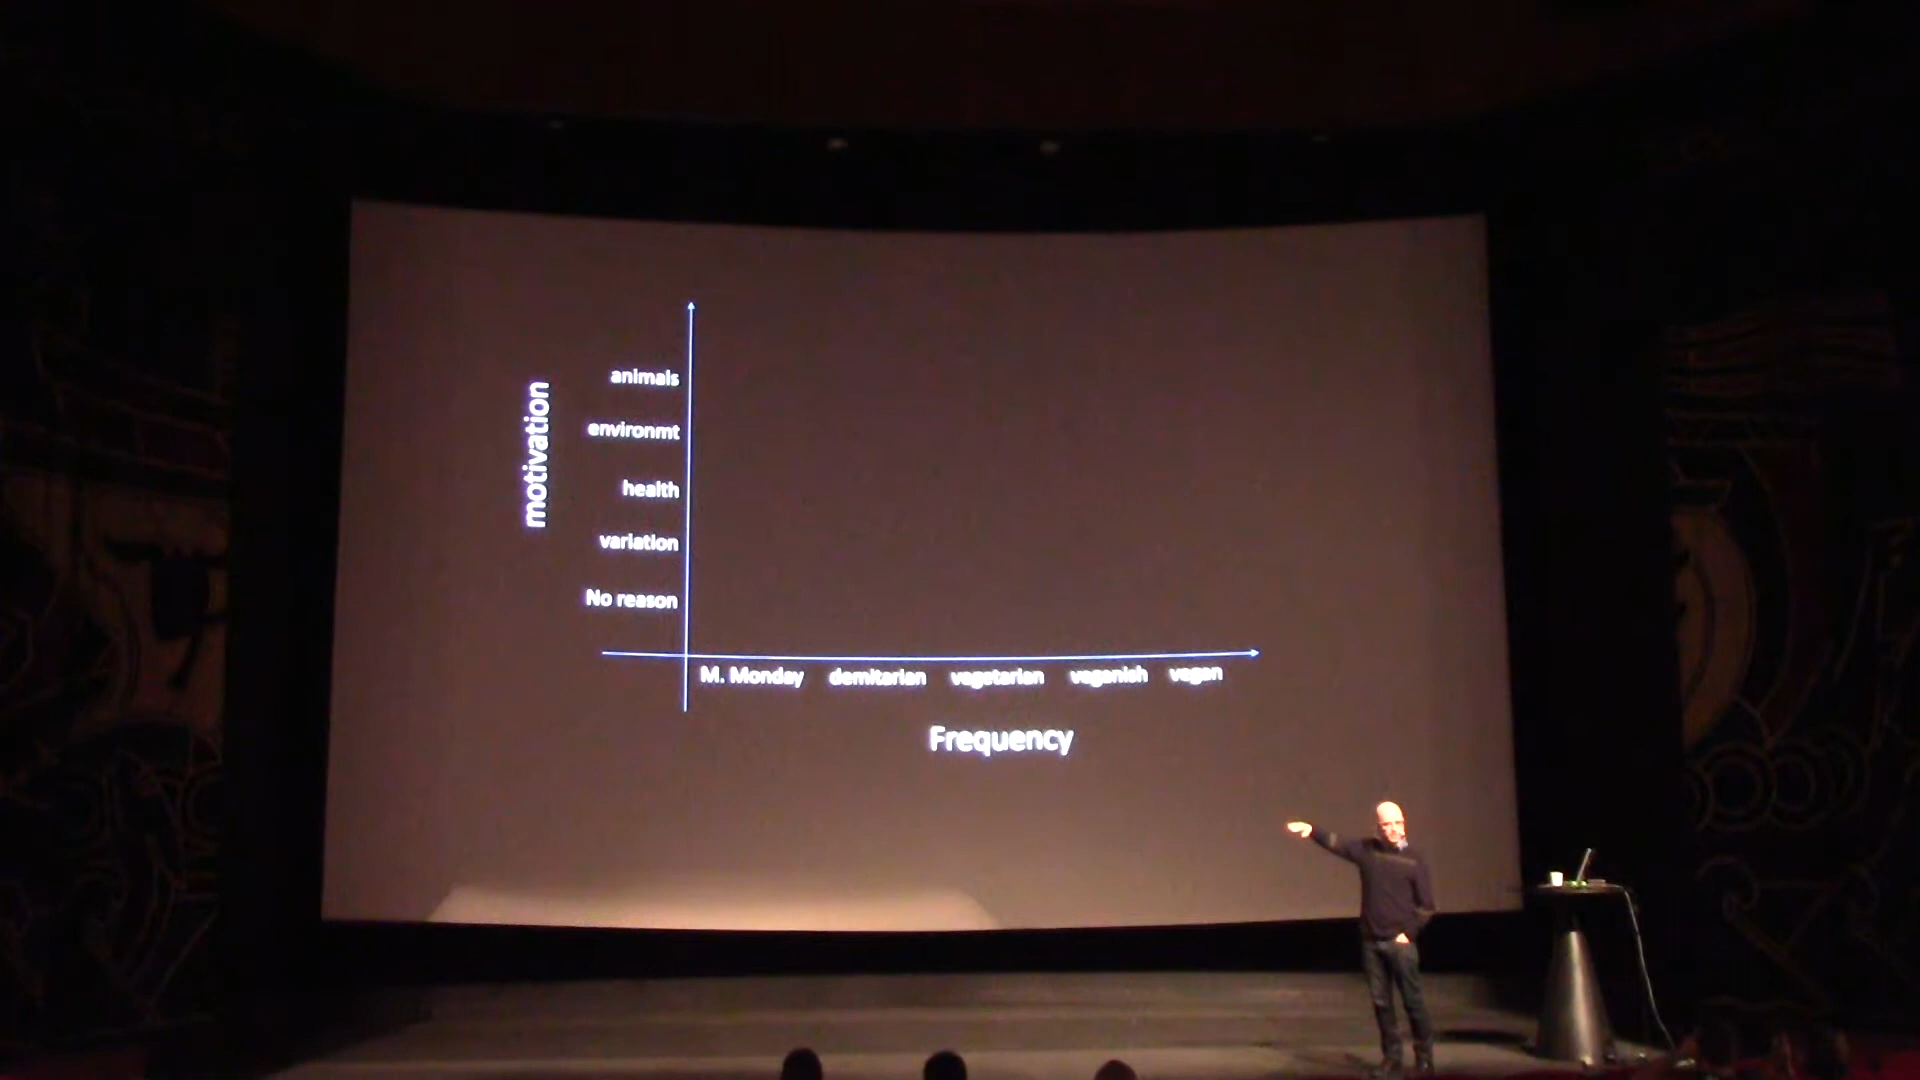 animals
motivation
environmt
health
variation
No reason
M. Monday demitarian vegetarian veganish vegan
Frequency